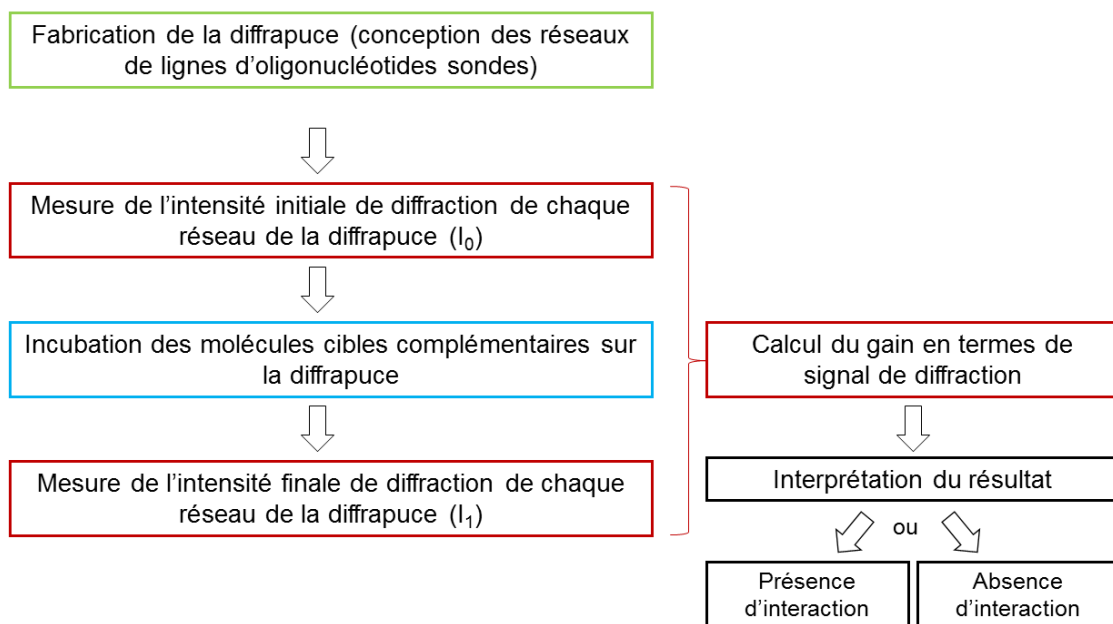 Fabrication de la diffrapuce (conception des réseaux
de lignes d’oligonucléotides sondes)
Mesure de l’intensité initiale de diffraction de chaque
réseau de la diffrapuce (I₀)
Incubation des molécules cibles complémentaires sur
la diffrapuce
Mesure de l’intensité finale de diffraction de chaque
réseau de la diffrapuce (I₁)
Calcul du gain en termes de
signal de diffraction
Interprétation du résultat
ou
Présence
d’interaction
Absence
d’interaction